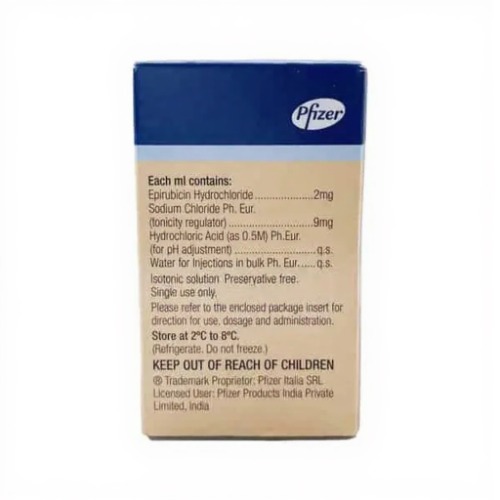 Pfizer
Each ml contains:
Epirubicin Hydrochloride....................2mg
Sodium Chloride Ph. Eur.
(tonicity regulator)............................9mg
Hydrochloric Acid (as 0.5M) Ph.Eur.
(for pH adjustment)...........................q.s.
Water for Injections in bulk Ph. Eur......q.s.
Isotonic solution Preservative free.
Single use only.
Please refer to the enclosed package insert for
direction for use, dosage and administration.
Store at 2ºC to 8ºC.
(Refrigerate. Do not freeze.)
KEEP OUT OF REACH OF CHILDREN
® Trademark Proprietor: Pfizer Italia SRL
Licensed User: Pfizer Products India Private
Limited, India